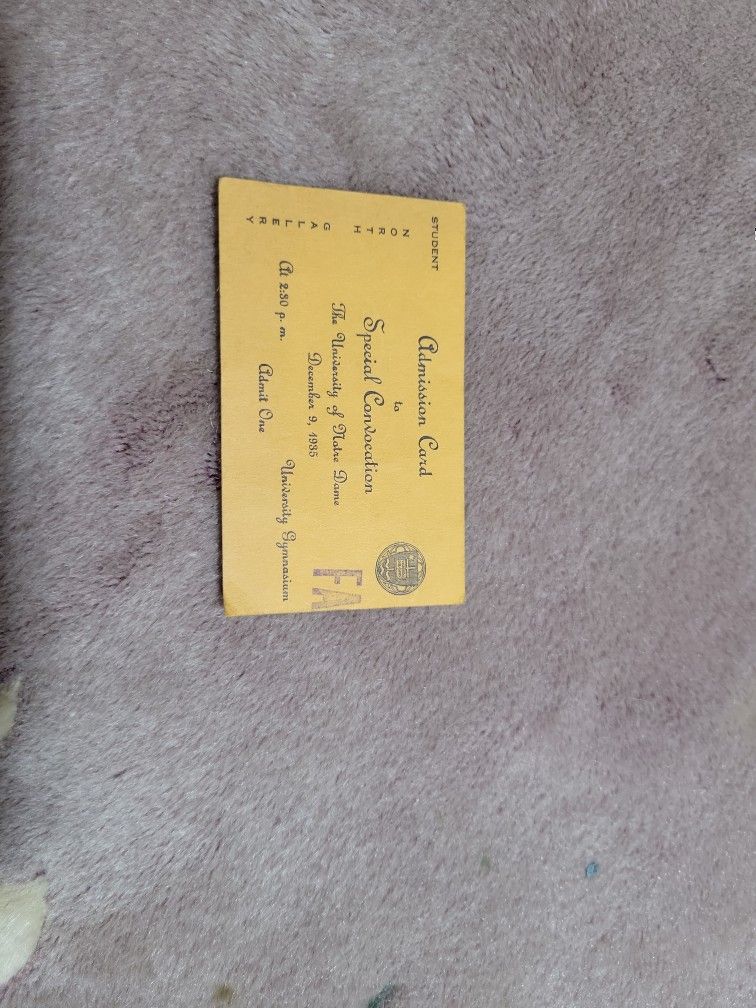 STUDENT
NORTH
GALLERY
Admission Card
to
Special Convocation
The University of Notre Dame
December 9, 1935
At 2:30 p. m.
University Gymnasium
Admit One
FA